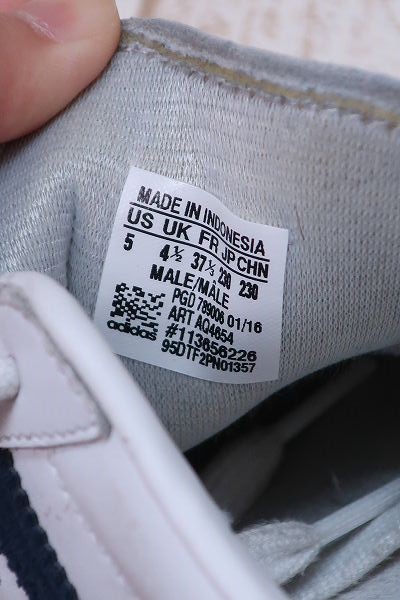 MADE IN INDONESIA
US UK FR JP CHN
5 4½ 37⅓ 230 230
MALE/MÂLE
PGD 789006 01/16
ART AQ4654
#113656226
95DTF2PN01357
adidas